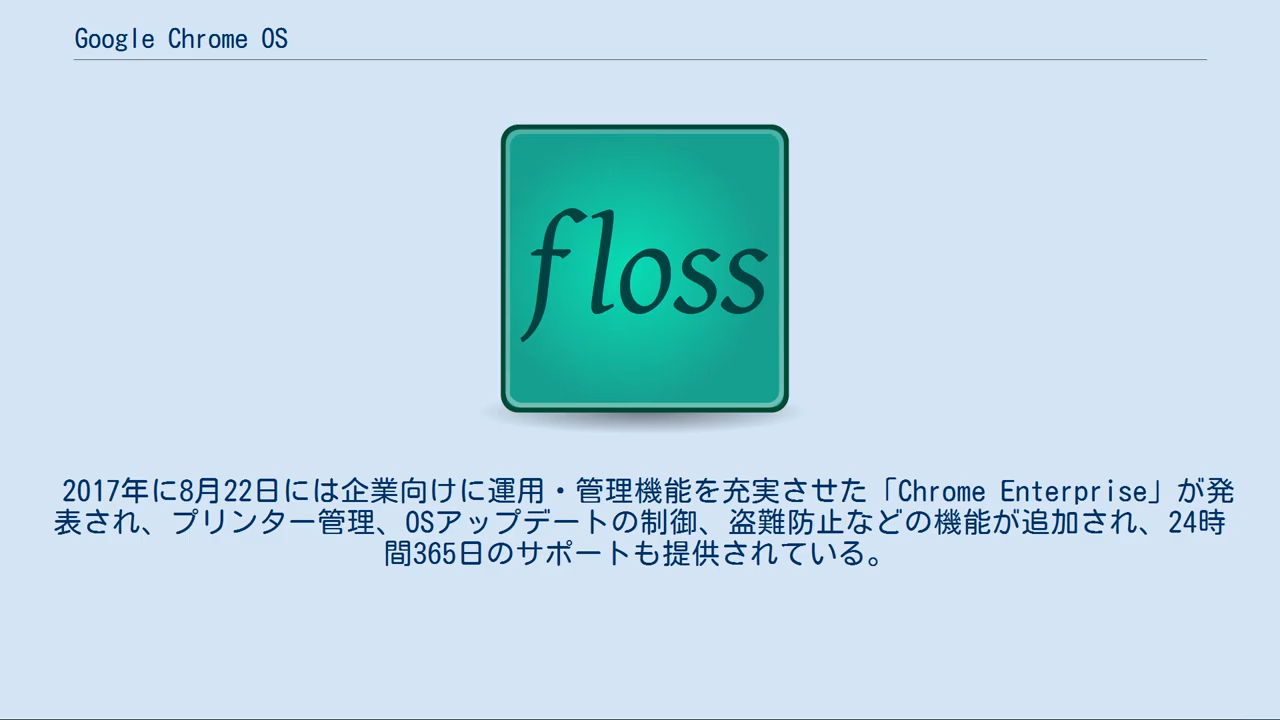 Google Chrome OS
floss
2017年に8月22日には企業向けに運用・管理機能を充実させた「Chrome Enterprise」が発
表され、プリンター管理、OSアップデートの制御、盗難防止などの機能が追加され、24時
間365日のサポートも提供されている。